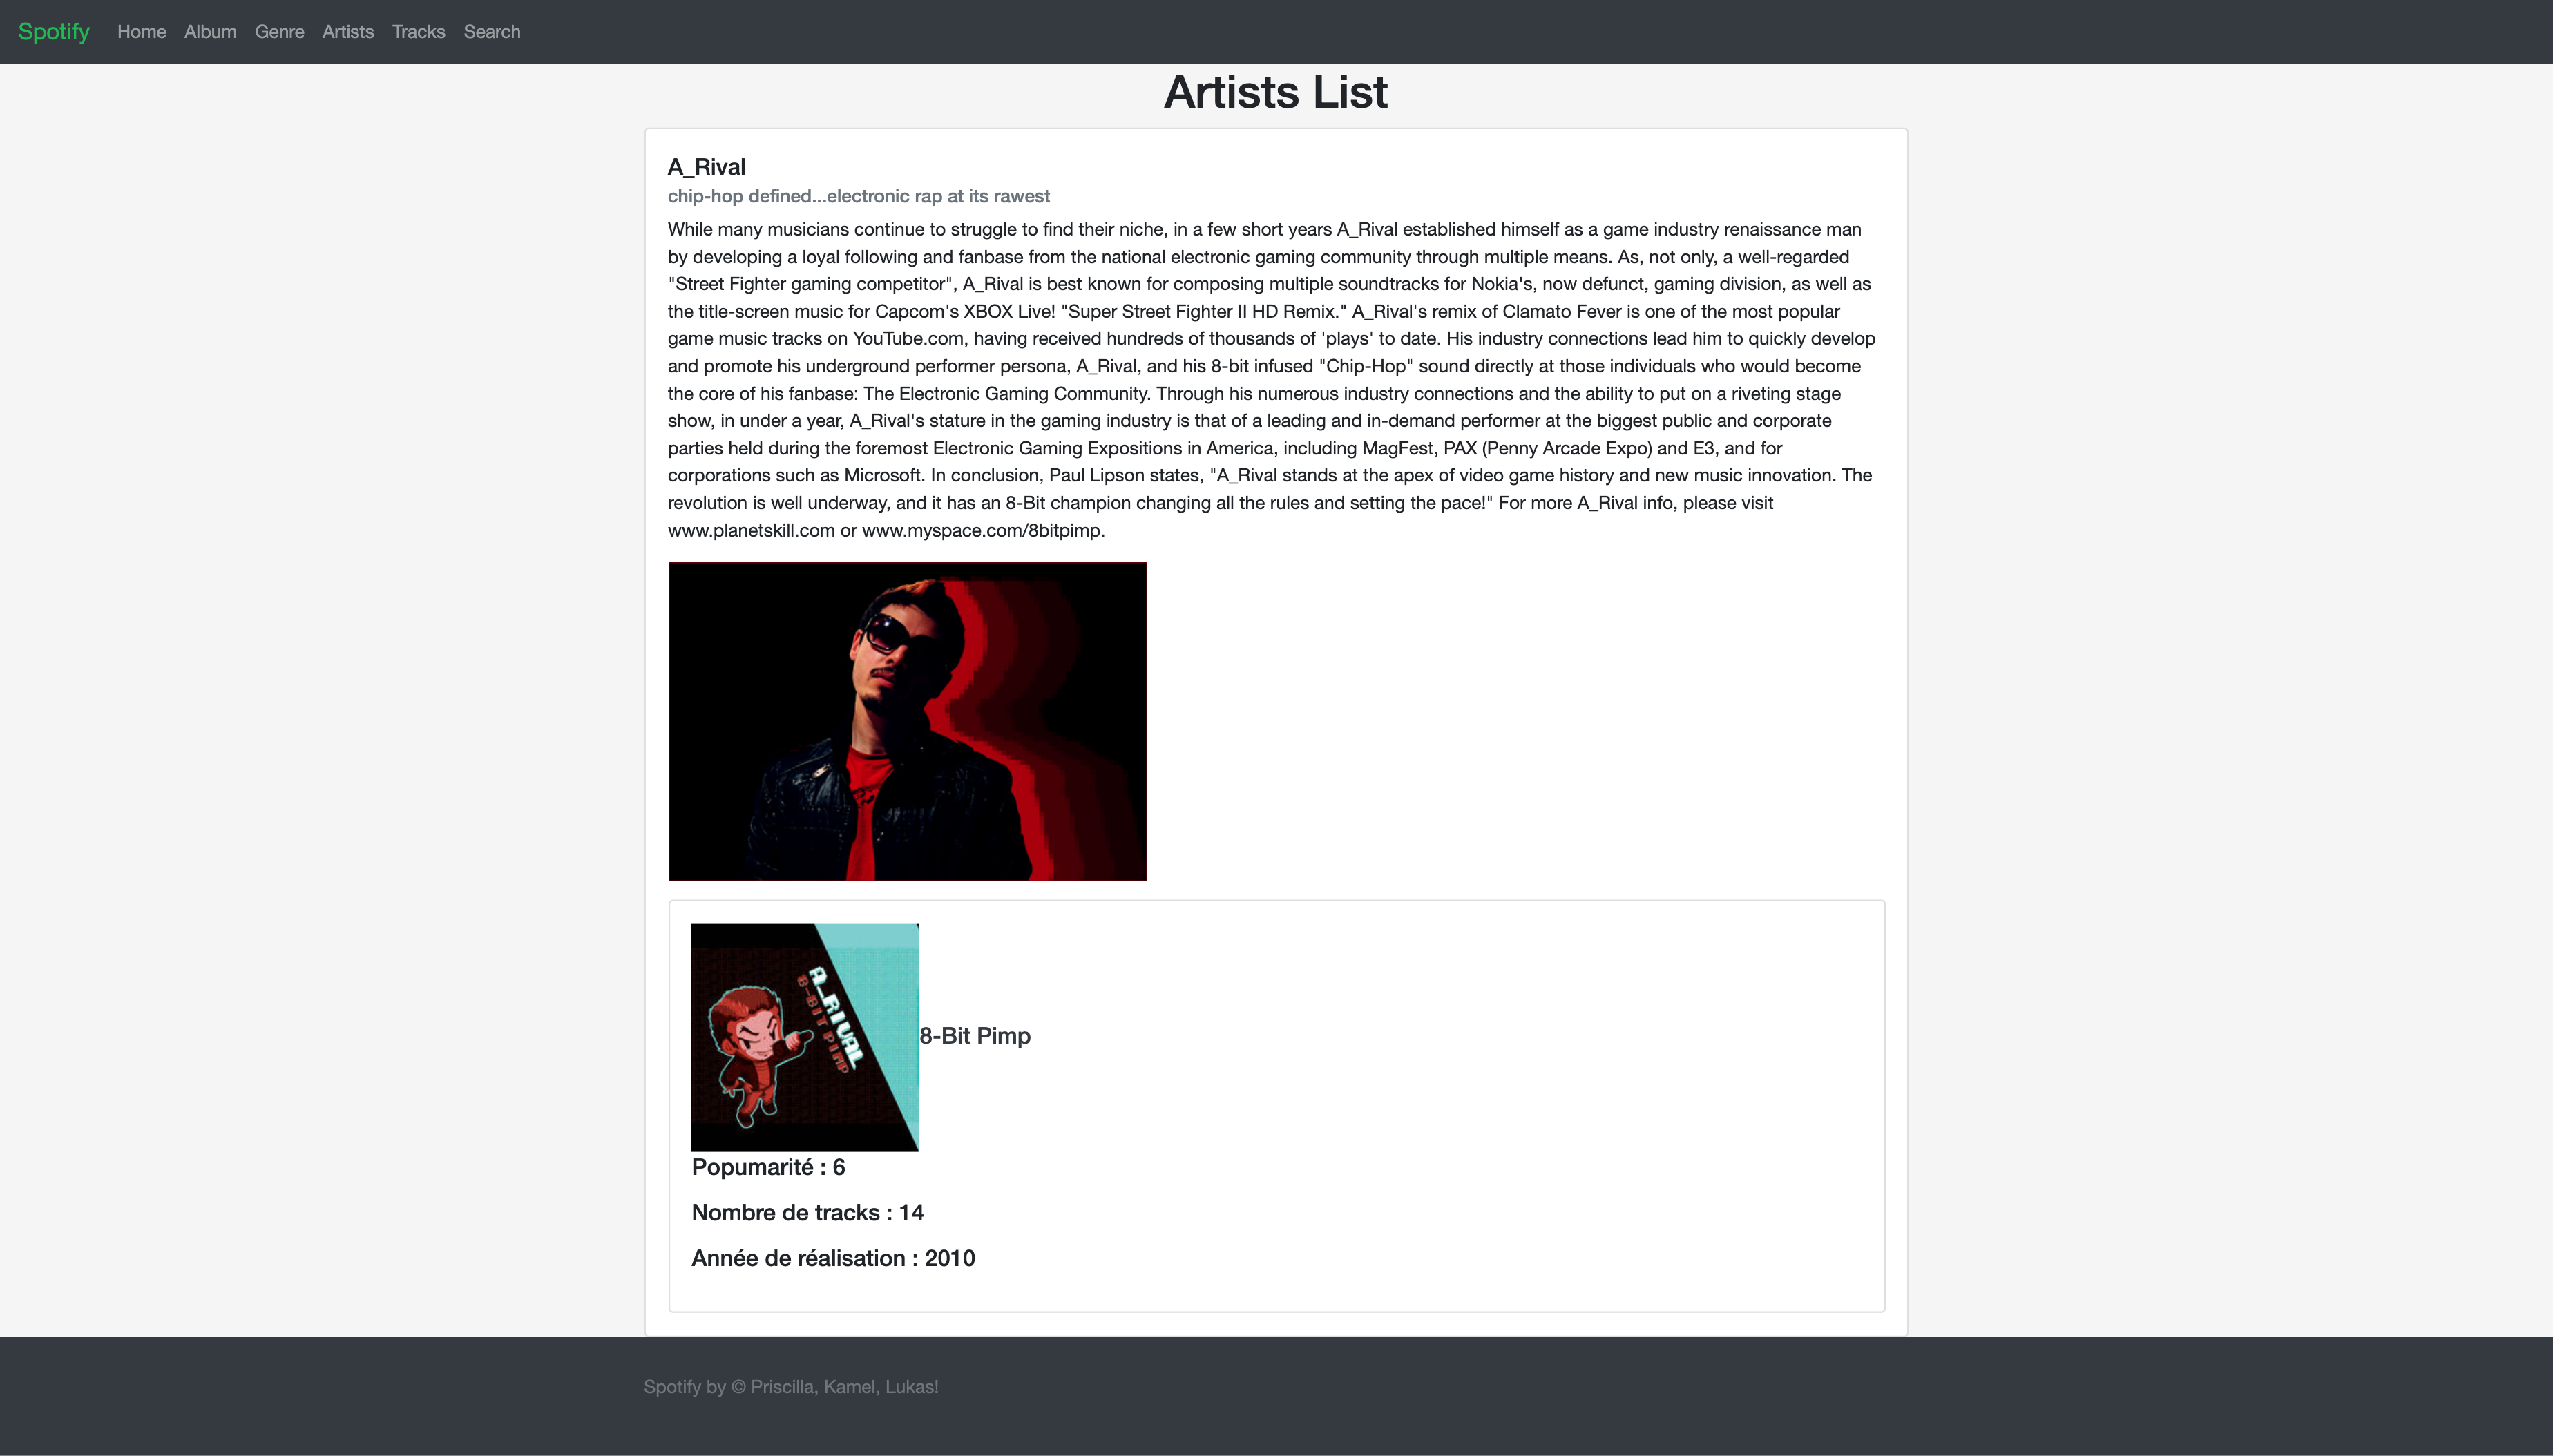 Spotify Home Album Genre Artists Tracks Search
Artists List
A_Rival
chip-hop defined...electronic rap at its rawest
While many musicians continue to struggle to find their niche, in a few short years A_Rival established himself as a game industry renaissance man
by developing a loyal following and fanbase from the national electronic gaming community through multiple means. As, not only, a well-regarded
"Street Fighter gaming competitor", A_Rival is best known for composing multiple soundtracks for Nokia's, now defunct, gaming division, as well as
the title-screen music for Capcom's XBOX Live! "Super Street Fighter II HD Remix." A_Rival's remix of Clamato Fever is one of the most popular
game music tracks on YouTube.com, having received hundreds of thousands of 'plays' to date. His industry connections lead him to quickly develop
and promote his underground performer persona, A_Rival, and his 8-bit infused "Chip-Hop" sound directly at those individuals who would become
the core of his fanbase: The Electronic Gaming Community. Through his numerous industry connections and the ability to put on a riveting stage
show, in under a year, A_Rival's stature in the gaming industry is that of a leading and in-demand performer at the biggest public and corporate
parties held during the foremost Electronic Gaming Expositions in America, including MagFest, PAX (Penny Arcade Expo) and E3, and for
corporations such as Microsoft. In conclusion, Paul Lipson states, "A_Rival stands at the apex of video game history and new music innovation. The
revolution is well underway, and it has an 8-Bit champion changing all the rules and setting the pace!" For more A_Rival info, please visit
www.planetskill.com or www.myspace.com/8bitpimp.
A_RIVAL
8-BIT PIMP
8-Bit Pimp
Popumarité : 6
Nombre de tracks : 14
Année de réalisation : 2010
Spotify by © Priscilla, Kamel, Lukas!